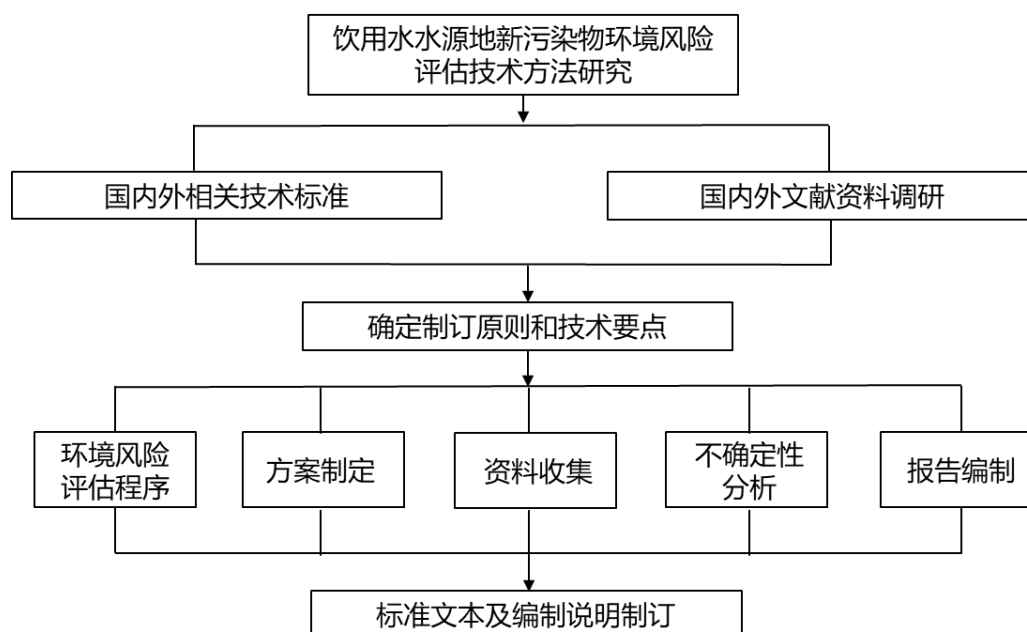 饮用水水源地新污染物环境风险
评估技术方法研究
国内外相关技术标准
国内外文献资料调研
确定制订原则和技术要点
环境风险
评估程序
方案制定
资料收集
不确定性
分析
报告编制
标准文本及编制说明制订